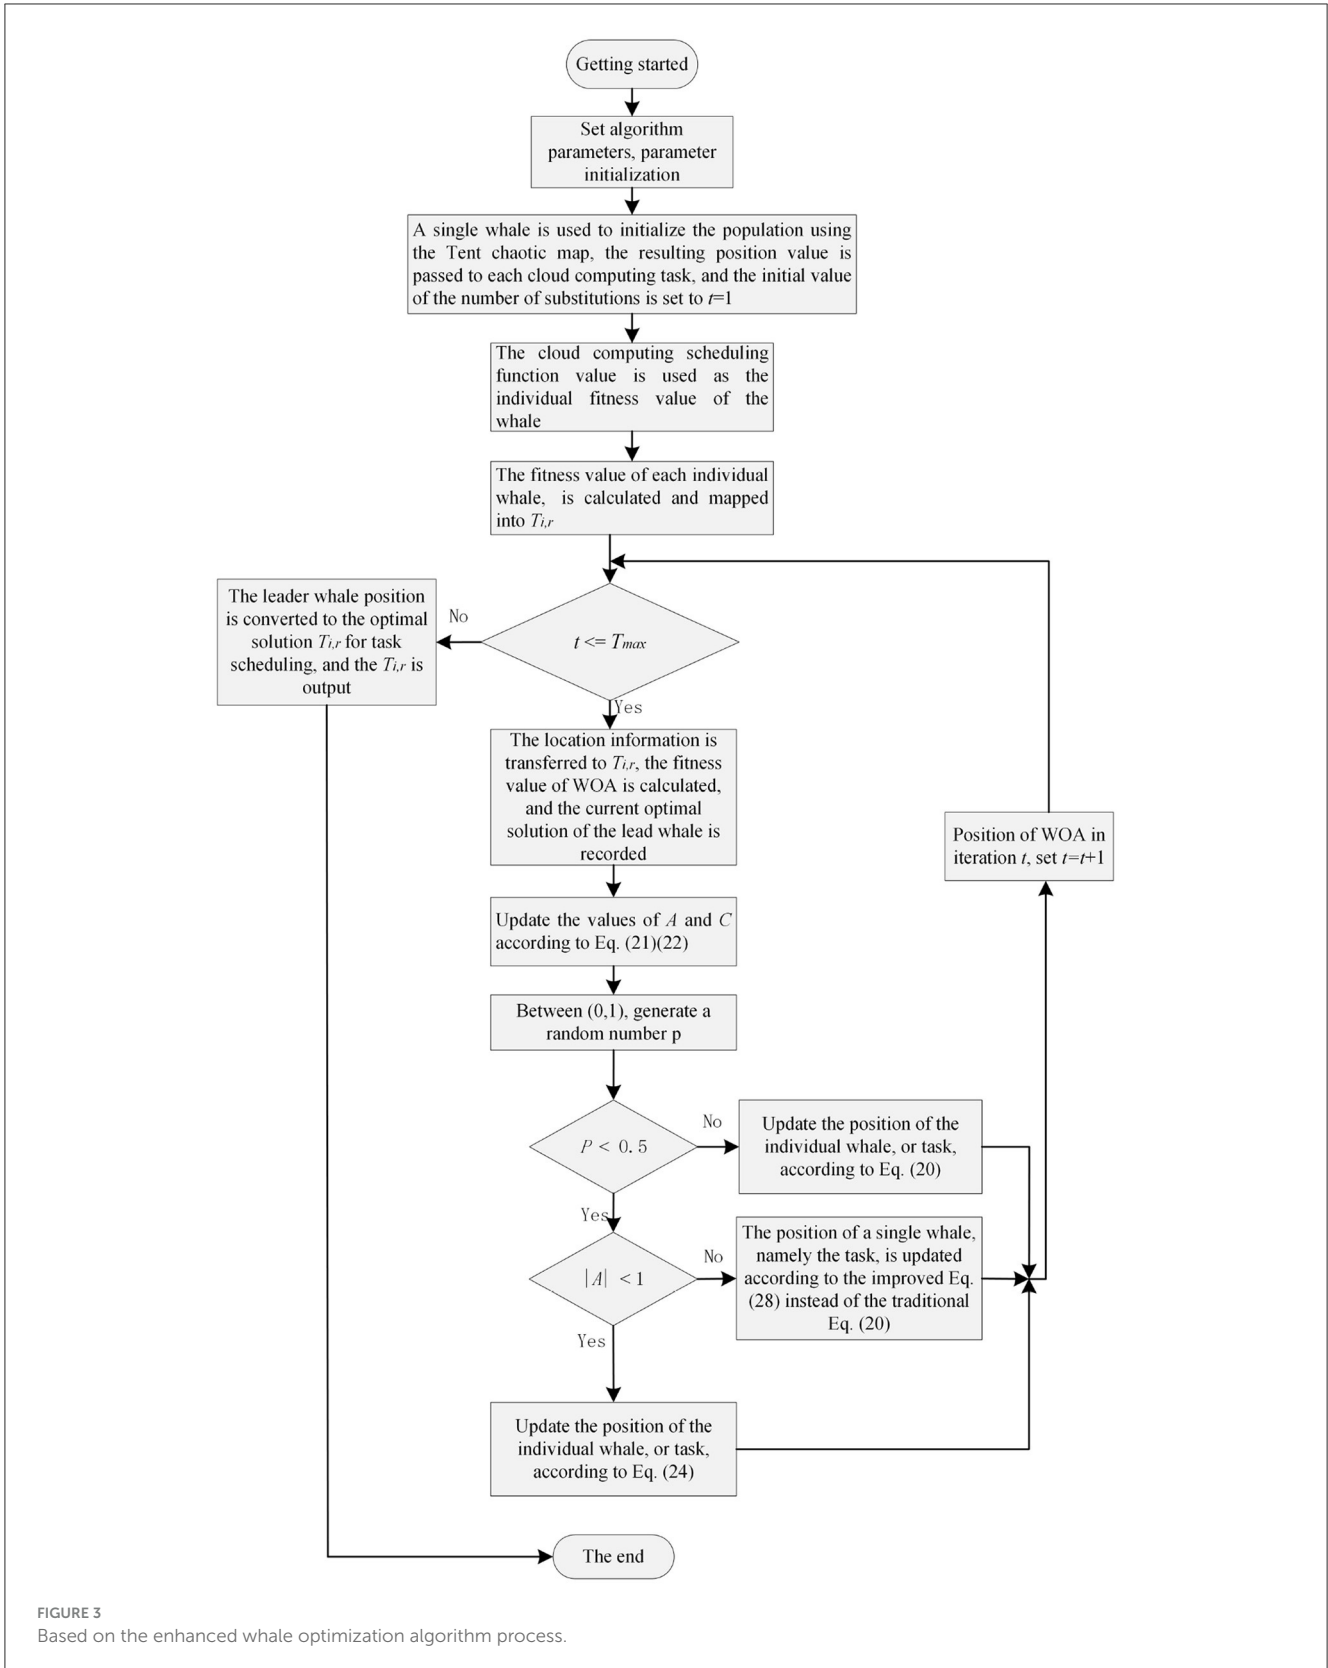 Getting started
Set algorithm
parameters, parameter
initialization
A single whale is used to initialize the population using
the Tent chaotic map, the resulting position value is
passed to each cloud computing task, and the initial value
of the number of substitutions is set to t=1
The cloud computing scheduling
function value is used as the
individual fitness value of the
whale
The fitness value of each individual
whale, is calculated and mapped
into Ti,r
t <= Tmax
No
The leader whale position
is converted to the optimal
solution Ti,r for task
scheduling, and the Ti,r is
output
Yes
The location information is
transferred to Ti,r, the fitness
value of WOA is calculated,
and the current optimal
solution of the lead whale is
recorded
Position of WOA in
iteration t, set t=t+1
Update the values of A and C
according to Eq. (21)(22)
Between (0,1), generate a
random number p
P < 0.5
No
Update the position of the
individual whale, or task,
according to Eq. (20)
Yes
|A| <1
No
The position of a single whale,
namely the task, is updated
according to the improved Eq.
(28) instead of the traditional
Eq. (20)
Yes
Update the position of the
individual whale, or task,
according to Eq. (24)
The end
FIGURE 3
Based on the enhanced whale optimization algorithm process.